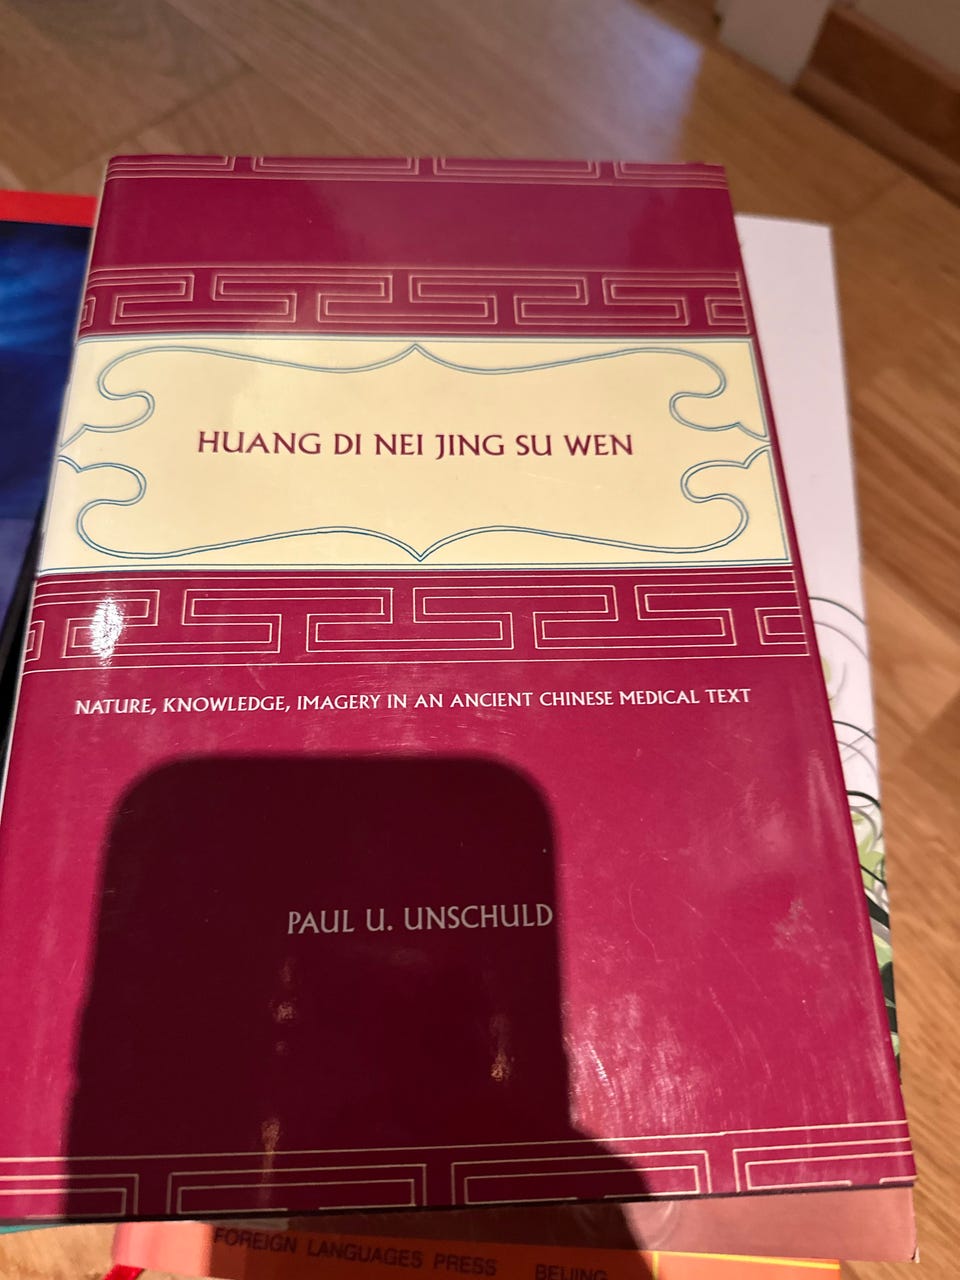 HUANG DI NEI JING SU WEN
NATURE, KNOWLEDGE, IMAGERY IN AN ANCIENT CHINESE MEDICAL TEXT
PAUL U. UNSCHULD
FOREIGN LANGUAGES PRESS BEIJING